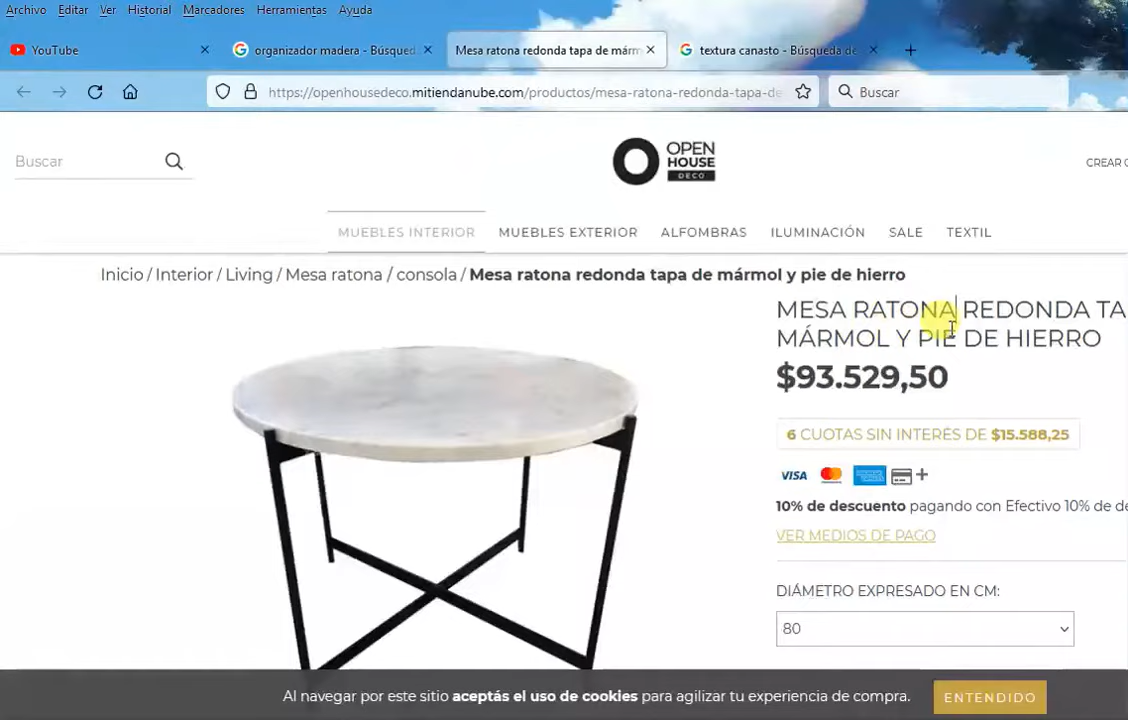 Archivo Editar Ver Historial Marcadores Herramientas Ayuda
YouTube
organizador madera - Búsqued
Mesa ratona redonda tapa de márm
textura canasto - Búsqueda de
https://openhousedeco.mitiendanube.com/productos/mesa-ratona-redonda-tapa-de
Buscar
Buscar
OPEN
HOUSE
DECO
CREAR C
MUEBLES INTERIOR MUEBLES EXTERIOR ALFOMBRAS ILUMINACIÓN SALE TEXTIL
Inicio / Interior / Living / Mesa ratona / consola / Mesa ratona redonda tapa de mármol y pie de hierro
MESA RATONA REDONDA TA
MÁRMOL Y PIE DE HIERRO
$93.529,50
6 CUOTAS SIN INTERÉS DE $15.588,25
VISA
10% de descuento pagando con Efectivo 10% de de
VER MEDIOS DE PAGO
DIÁMETRO EXPRESADO EN CM:
80
Al navegar por este sitio aceptás el uso de cookies para agilizar tu experiencia de compra.
ENTENDIDO